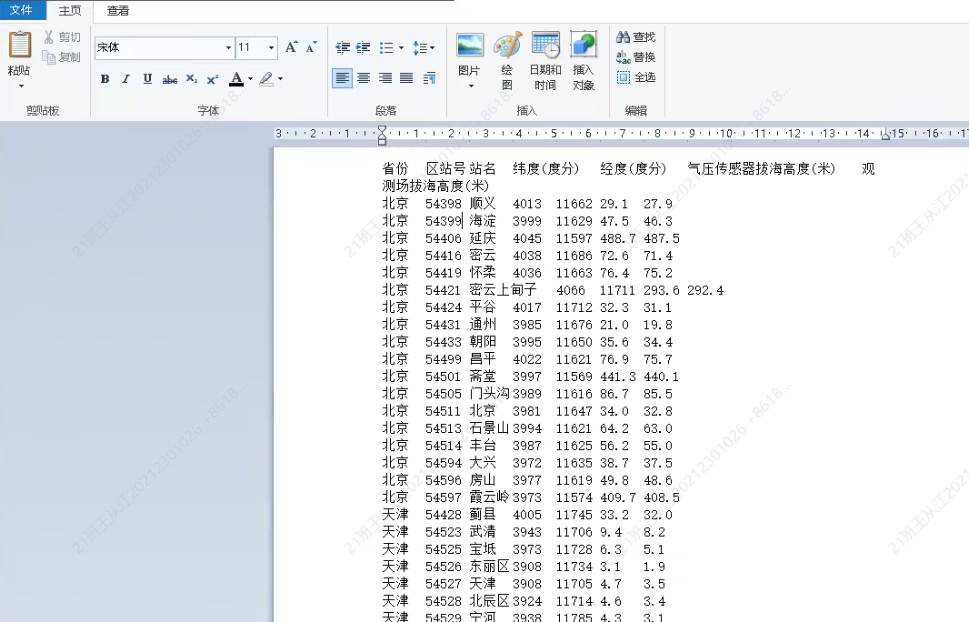 文件 主页 查看
粘贴 剪切 复制
宋体 11
图片 绘图 日期和时间 插入对象
查找 替换 全选
剪贴板 字体 段落 插入 编辑
3 2 1 1 2 3 4 5 6 7 8 9 10 11 12 13 14 15 16 17
省份 区站号 站名 纬度(度分) 经度(度分) 气压传感器拔海高度(米) 观
测场拔海高度(米)
北京 54398 顺义 4013 11662 29.1 27.9
北京 54399 海淀 3999 11629 47.5 46.3
北京 54406 延庆 4045 11597 488.7 487.5
北京 54416 密云 4038 11686 72.6 71.4
北京 54419 怀柔 4036 11663 76.4 75.2
北京 54421 密云上甸子 4066 11711 293.6 292.4
北京 54424 平谷 4017 11712 32.3 31.1
北京 54431 通州 3985 11676 21.0 19.8
北京 54433 朝阳 3995 11650 35.6 34.4
北京 54499 昌平 4022 11621 76.9 75.7
北京 54501 斋堂 3997 11569 441.3 440.1
北京 54505 门头沟 3989 11616 86.7 85.5
北京 54511 北京 3981 11647 34.0 32.8
北京 54513 石景山 3994 11621 64.2 63.0
北京 54514 丰台 3987 11625 56.2 55.0
北京 54594 大兴 3972 11635 38.7 37.5
北京 54596 房山 3977 11619 49.8 48.6
北京 54597 霞云岭 3973 11574 409.7 408.5
天津 54428 蓟县 4005 11745 33.2 32.0
天津 54523 武清 3943 11706 9.4 8.2
天津 54525 宝坻 3973 11728 6.3 5.1
天津 54526 东丽区 3908 11734 3.1 1.9
天津 54527 天津 3908 11705 4.7 3.5
天津 54528 北辰区 3924 11714 4.6 3.4
天津 54529 宁河 3938 11785 4.3 3.1